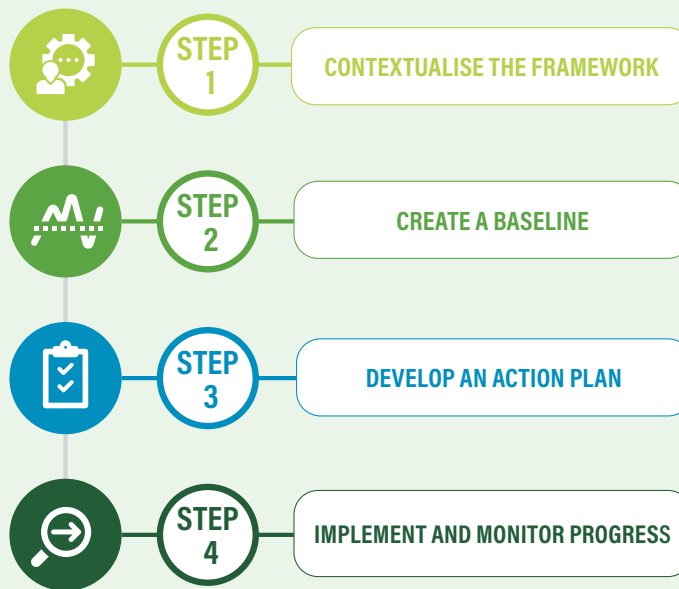 STEP
1
CONTEXTUALISE THE FRAMEWORK
STEP
2
CREATE A BASELINE
STEP
3
DEVELOP AN ACTION PLAN
STEP
4
IMPLEMENT AND MONITOR PROGRESS